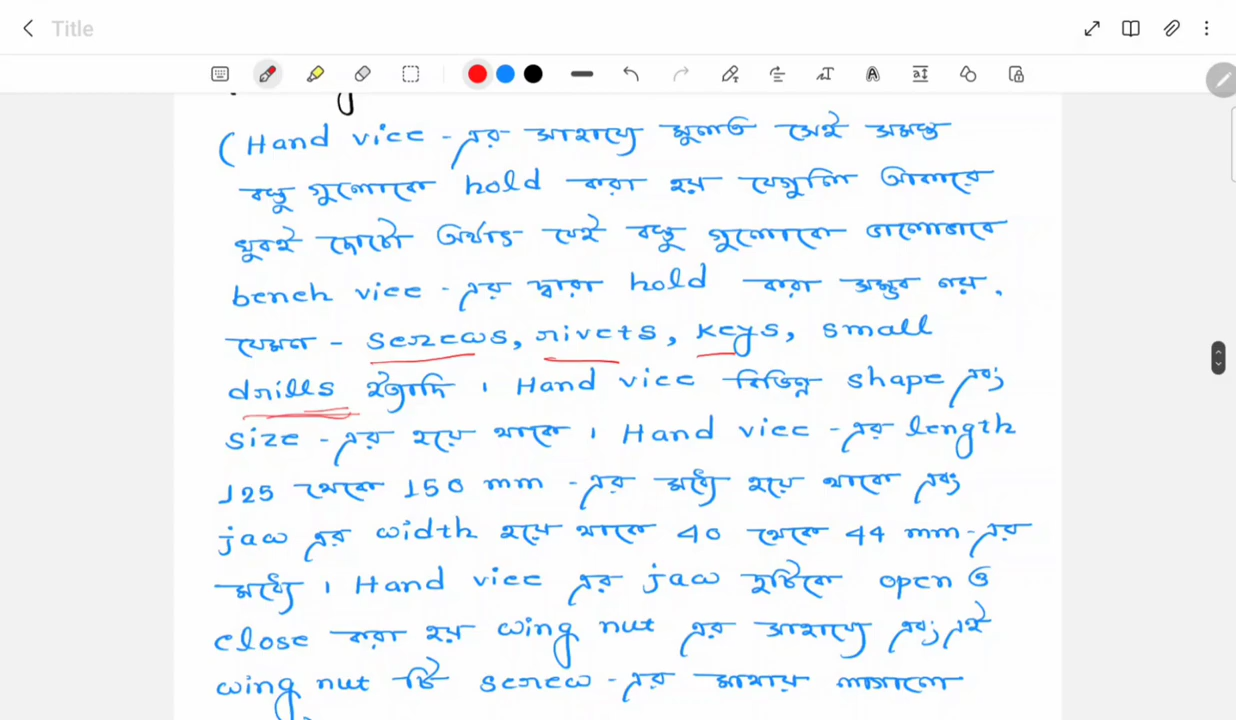 Title
(Hand vice -এর সাহায্যে মূলত সেই সমস্ত
বস্তু গুলোকে hold করা হয় যেগুলি আকারে
খুবই ছোটো অর্থাৎ যেই বস্তু গুলোকে ভালোভাবে
bench vice -এর দ্বারা hold করা সম্ভব নয়.
যেমন - screws, rivets, keys, small
drills ইত্যাদি । Hand vice বিভিন্ন shape এবং
size -এর হয়ে থাকে । Hand vice -এর length
125 থেকে 150 mm -এর মধ্যে হয়ে থাকে এবং
jaw এর width হয়ে থাকে 40 থেকে 44 mm-এর
মধ্যে । Hand vice এর jaw দুটিকে open ও
close করা হয় wing nut এর সাহায্যে এবং এই
wing nut টি screw -এর মাথায় লাগানো